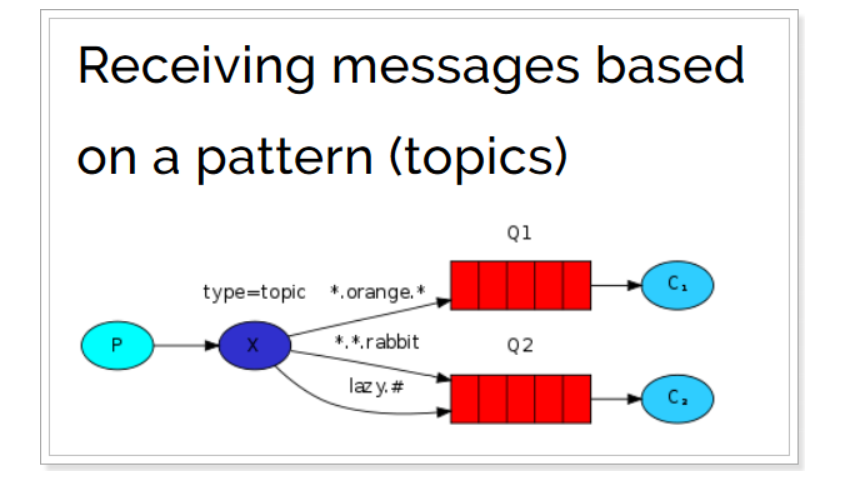 Receiving messages based
on a pattern (topics)
Q1
type=topic *.orange.* C₁
P X *.*.rabbit Q2
lazy.# C₂